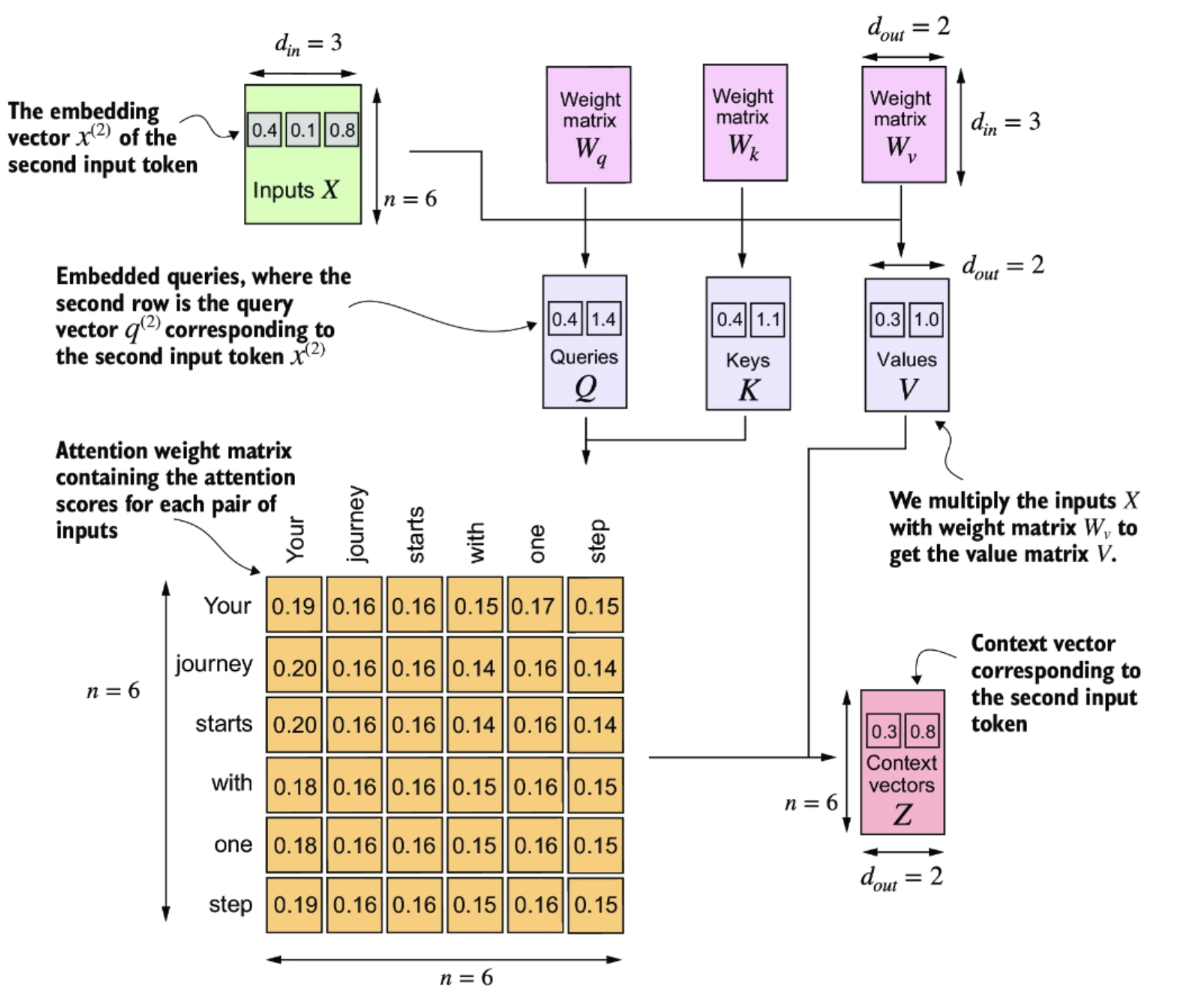 d_in = 3
d_out = 2
The embedding
vector x^(2) of the
second input token
0.4 0.1 0.8
Inputs X
n = 6
Weight
matrix
W_q
Weight
matrix
W_k
Weight
matrix
W_v
d_in = 3
Embedded queries, where the
second row is the query
vector q^(2) corresponding to
the second input token x^(2)
0.4 1.4
Queries
Q
0.4 1.1
Keys
K
d_out = 2
0.3 1.0
Values
V
Attention weight matrix
containing the attention
scores for each pair of
inputs
We multiply the inputs X
with weight matrix W_v to
get the value matrix V.
Your journey starts with one step
Your 0.19 0.16 0.16 0.15 0.17 0.15
journey 0.20 0.16 0.16 0.14 0.16 0.14
starts 0.20 0.16 0.16 0.14 0.16 0.14
with 0.18 0.16 0.16 0.15 0.16 0.15
one 0.18 0.16 0.16 0.15 0.16 0.15
step 0.19 0.16 0.16 0.15 0.16 0.15
n = 6
n = 6
Context vector
corresponding to
the second input
token
0.3 0.8
Context
vectors
Z
n = 6
d_out = 2